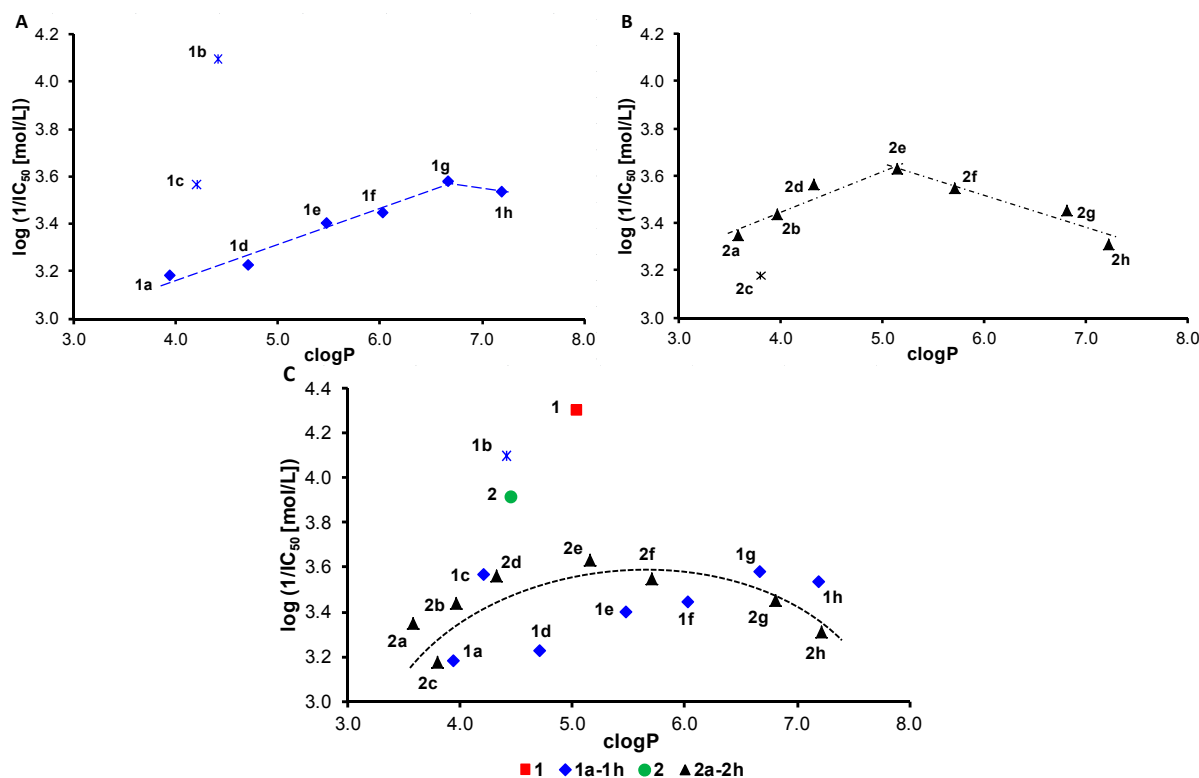 A
log (1/IC50 [mol/L])
4.2
4.0
3.8
3.6
3.4
3.2
3.0
1b
1c
1g
1f
1e
1h
1d
1a
3.0 4.0 5.0 6.0 7.0 8.0
clogP
B
log (1/IC50 [mol/L])
4.2
4.0
3.8
3.6
3.4
3.2
3.0
2e
2d
2f
2b
2g
2a
2h
2c
3.0 4.0 5.0 6.0 7.0 8.0
clogP
C
log (1/IC50 [mol/L])
4.4
4.2
4.0
3.8
3.6
3.4
3.2
3.0
1
1b
2
2e
2f
1g
2d
1c
1h
2b
1e
1f
2g
2a
1d
1a
2h
2c
3.0 4.0 5.0 6.0 7.0 8.0
clogP
1 1a-1h 2 2a-2h